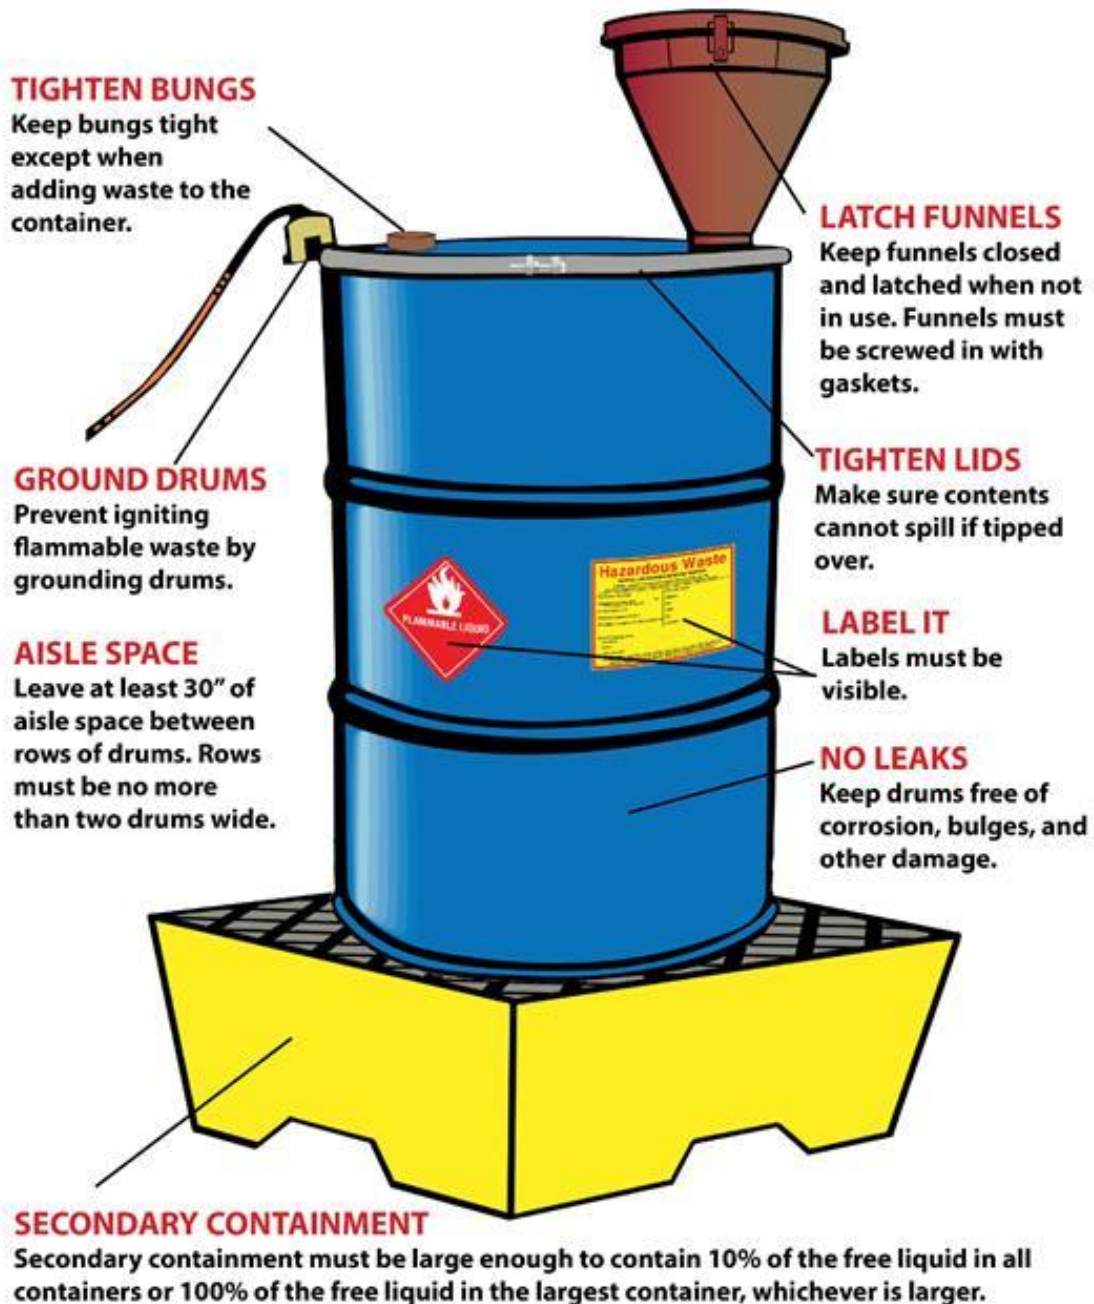 TIGHTEN BUNGS
Keep bungs tight
except when
adding waste to the
container.
LATCH FUNNELS
Keep funnels closed
and latched when not
in use. Funnels must
be screwed in with
gaskets.
GROUND DRUMS
Prevent igniting
flammable waste by
grounding drums.
TIGHTEN LIDS
Make sure contents
cannot spill if tipped
over.
FLAMMABLE LIQUID
Hazardous Waste
AISLE SPACE
Leave at least 30” of
aisle space between
rows of drums. Rows
must be no more
than two drums wide.
LABEL IT
Labels must be
visible.
NO LEAKS
Keep drums free of
corrosion, bulges, and
other damage.
SECONDARY CONTAINMENT
Secondary containment must be large enough to contain 10% of the free liquid in all
containers or 100% of the free liquid in the largest container, whichever is larger.